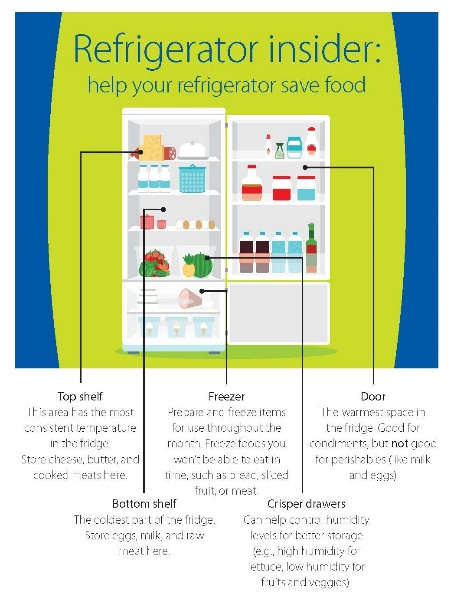 Refrigerator insider:
help your refrigerator save food
Top shelf
This area has the most
consistent temperature
in the fridge.
Store cheese, butter, and
cooked meats here.
Freezer
Prepare and freeze items
for use throughout the
month. Freeze foods you
won't be able to eat in
time, such as bread, sliced
fruit, or meat.
Door
The warmest space in
the fridge. Good for
condiments, but not good
for perishables (like milk
and eggs)
Bottom shelf
The coldest part of the fridge.
Store eggs, milk, and raw
meat here.
Crisper drawers
Can help control humidity
levels for better storage
(e.g., high humidity for
lettuce, low humidity for
fruits and veggies)